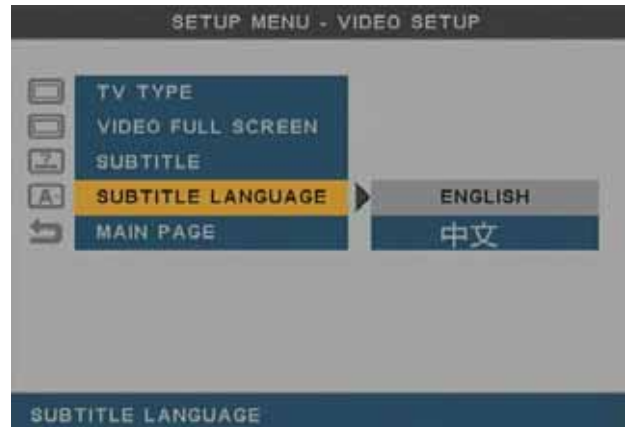 SETUP MENU - VIDEO SETUP
TV TYPE
VIDEO FULL SCREEN
SUBTITLE
SUBTITLE LANGUAGE
ENGLISH
MAIN PAGE
中文
SUBTITLE LANGUAGE